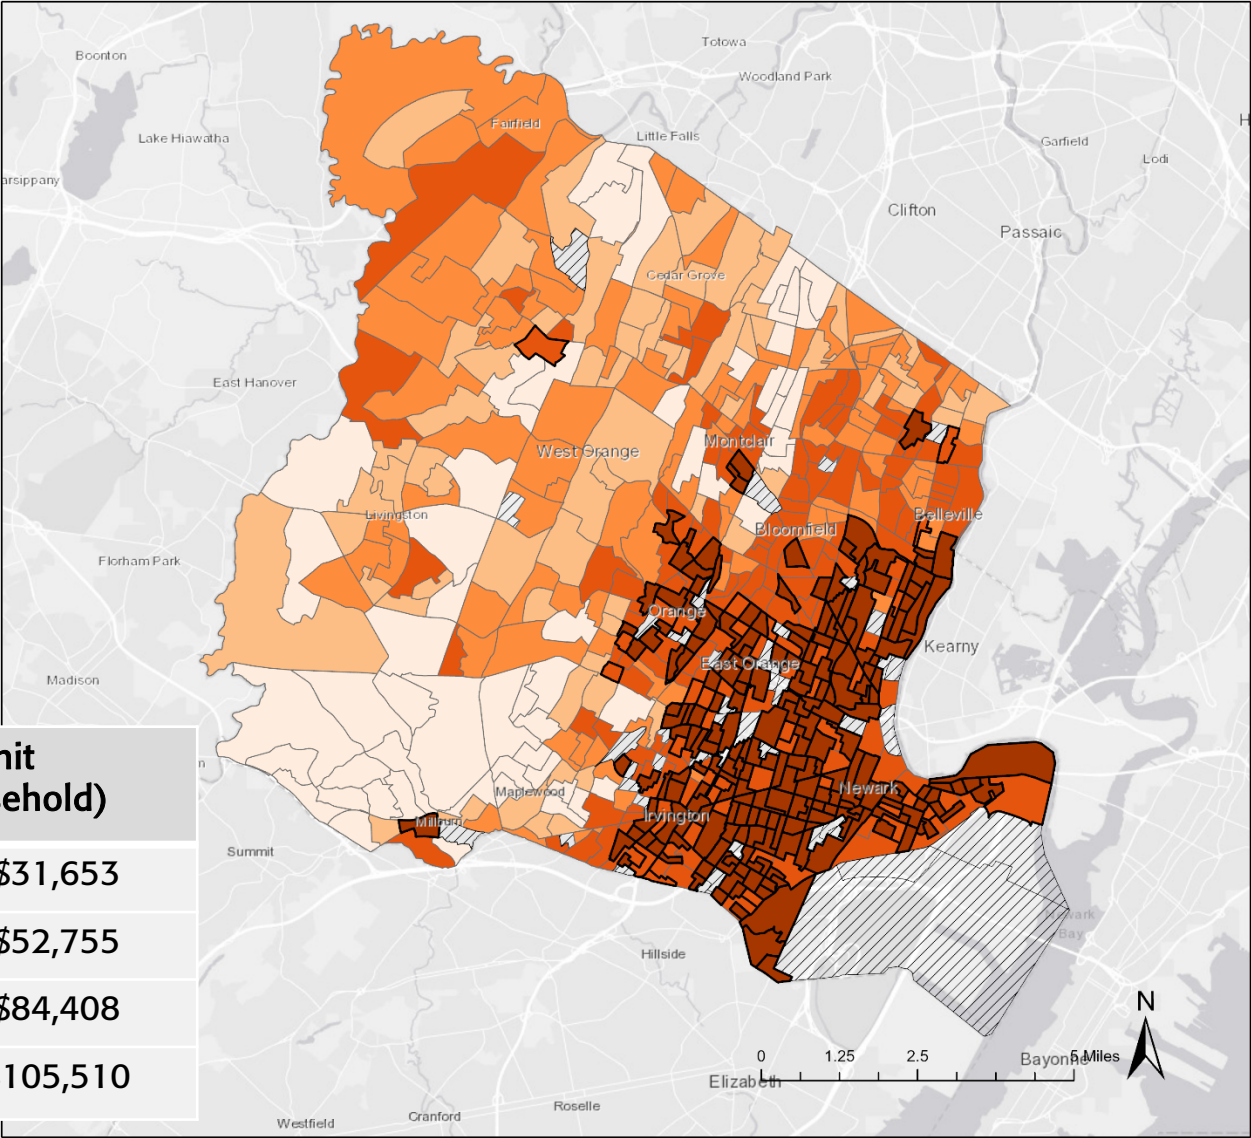 Totowa
Boonton
Woodland Park
H
Fairfield
Little Falls
Lake Hiawatha
Garfield
Lodi
arsippany
Clifton
Passaic
Cedar Grove
East Hanover
Montclair
West Orange
Livingston
Belleville
Bloomfield
Florham Park
Orange
Kearny
East Orange
Madison
nit
sehold)
n
Newark
Maplewood
Irvington
Millburn
Summit
$31,653
Newark
Bay
$52,755
Hillside
$84,408
N
0 1.25 2.5 5 Miles
Bayonne
105,510
Elizabeth
Roselle
Cranford
Westfield